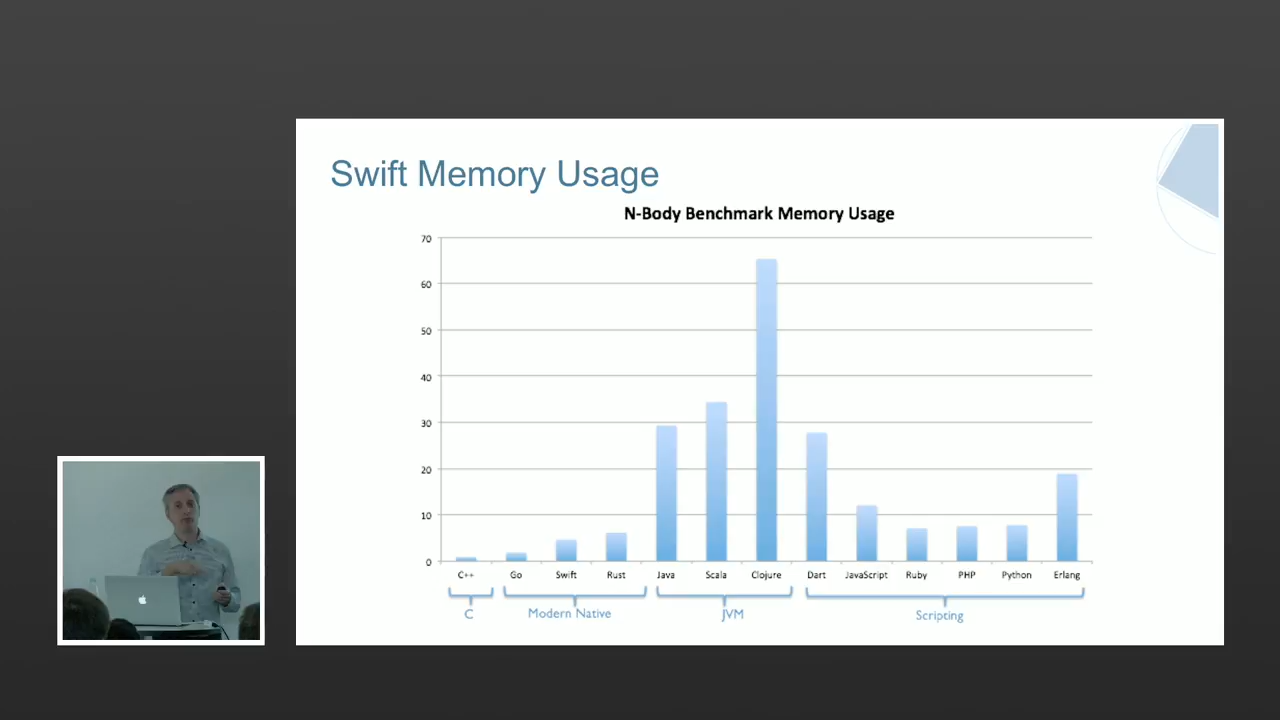 Swift Memory Usage
N-Body Benchmark Memory Usage
70
60
50
40
30
20
10
0
C++ Go Swift Rust Java Scala Clojure Dart JavaScript Ruby PHP Python Erlang
C Modern Native JVM Scripting